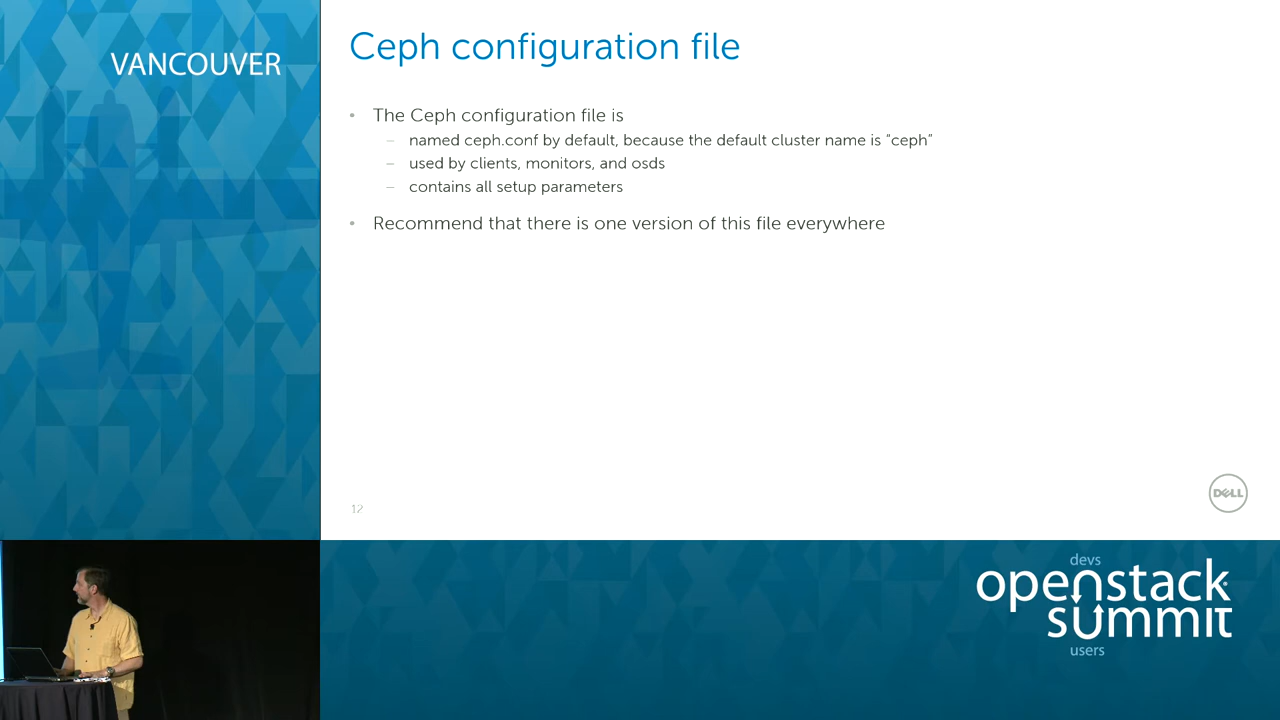 VANCOUVER
Ceph configuration file
• The Ceph configuration file is
– named ceph.conf by default, because the default cluster name is “ceph”
– used by clients, monitors, and osds
– contains all setup parameters
• Recommend that there is one version of this file everywhere
12
DELL
devs
openstack
summit
users